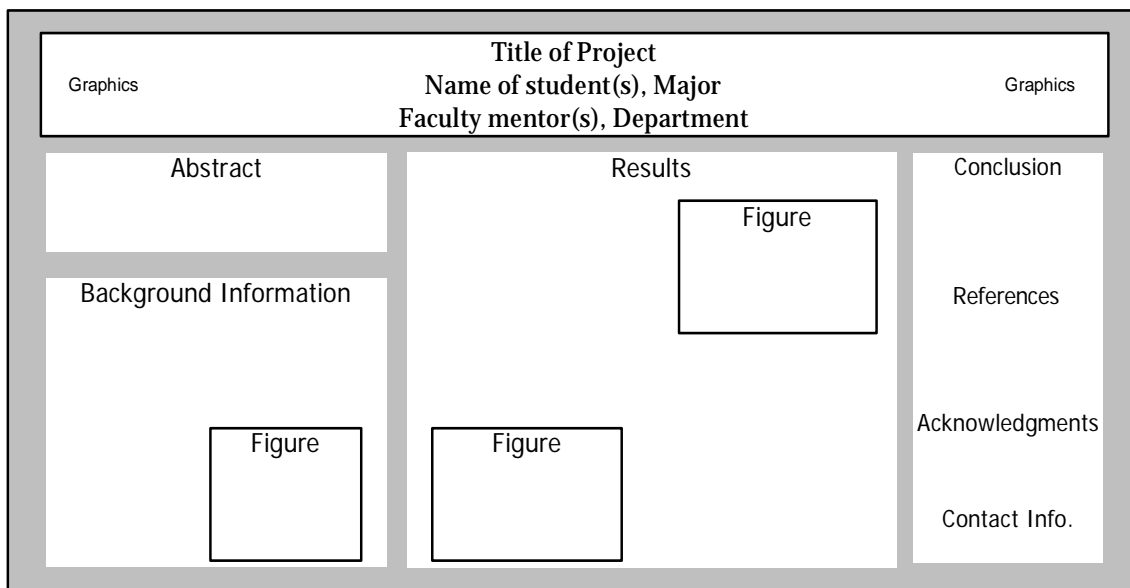 Title of Project
Graphics
Name of student(s), Major
Graphics
Faculty mentor(s), Department
Abstract
Background Information
Figure
Results
Figure
Figure
Conclusion
References
Acknowledgments
Contact Info.